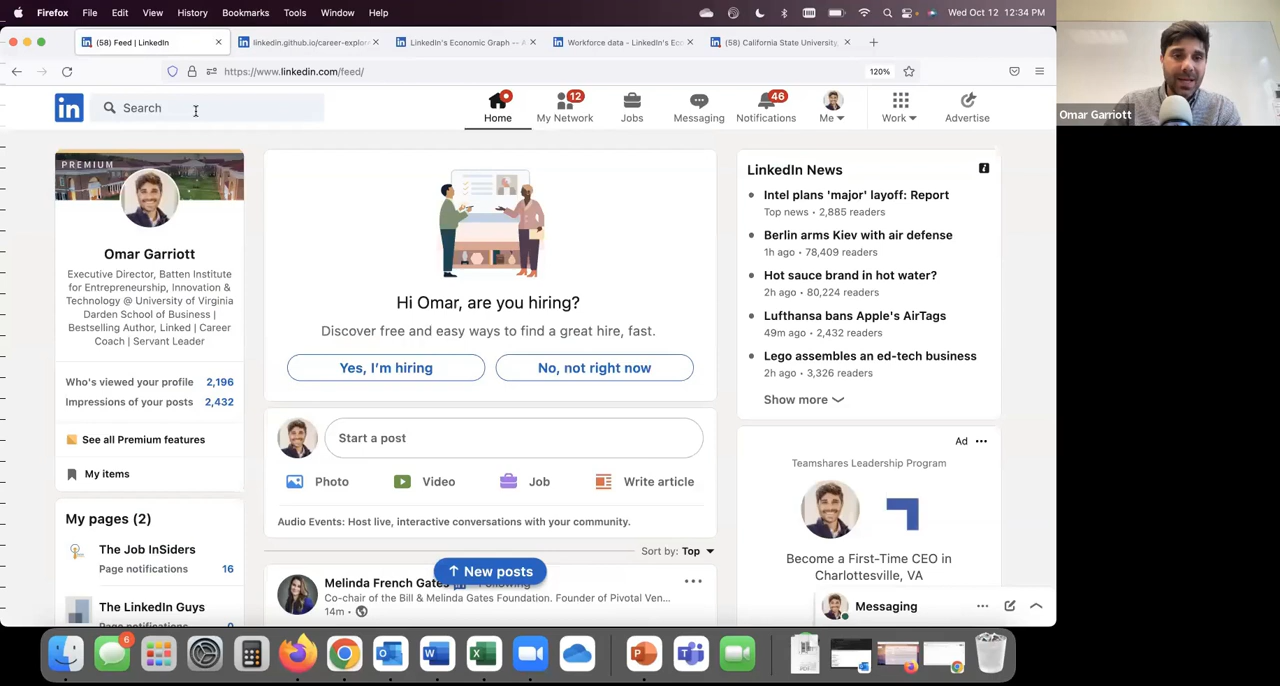 Firefox File Edit View History Bookmarks Tools Window Help
Wed Oct 12 12:34 PM
(58) Feed | LinkedIn
linkedin.github.io/career-explor
LinkedIn's Economic Graph -- A
Workforce data - LinkedIn's Ec
(58) California State University,
https://www.linkedin.com/feed/
120%
in Search
Home
12 My Network
Jobs
Messaging
46 Notifications
Me
Work
Advertise
Omar Garriott
PREMIUM
Omar Garriott
Executive Director, Batten Institute
for Entrepreneurship, Innovation &
Technology @ University of Virginia
Darden School of Business |
Bestselling Author, Linked | Career
Coach | Servant Leader
Who's viewed your profile 2,196
Impressions of your posts 2,432
See all Premium features
My items
My pages (2)
The Job InSiders
Page notifications 16
The LinkedIn Guys
Page notifications 0
Hi Omar, are you hiring?
Discover free and easy ways to find a great hire, fast.
Yes, I'm hiring
No, not right now
Start a post
Photo Video Job Write article
Audio Events: Host live, interactive conversations with your community.
Sort by: Top
New posts
Melinda French Gates Following
Co-chair of the Bill & Melinda Gates Foundation. Founder of Pivotal Ven...
14m •
LinkedIn News
Intel plans 'major' layoff: Report
Top news • 2,885 readers
Berlin arms Kiev with air defense
1h ago • 78,409 readers
Hot sauce brand in hot water?
2h ago • 80,224 readers
Lufthansa bans Apple's AirTags
49m ago • 2,432 readers
Lego assembles an ed-tech business
2h ago • 3,326 readers
Show more
Ad
Teamshares Leadership Program
Become a First-Time CEO in
Charlottesville, VA
Messaging
6